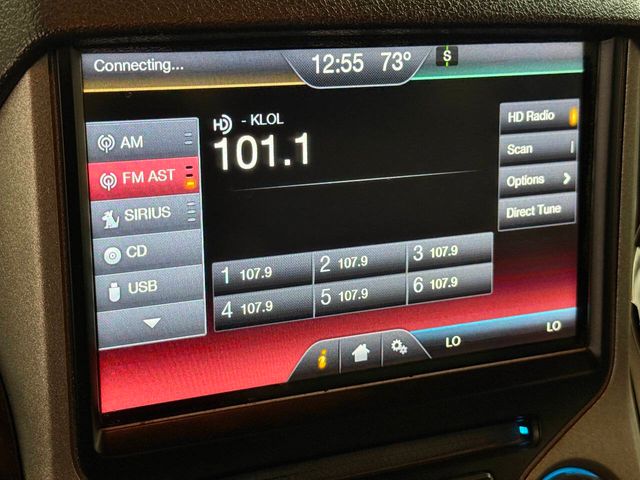 Connecting...
12:55 73°
S
HD - KLOL
101.1
AM
FM AST
SIRIUS
CD
USB
HD Radio
Scan
Options
Direct Tune
1 107.9
2 107.9
3 107.9
4 107.9
5 107.9
6 107.9
i
LO
LO